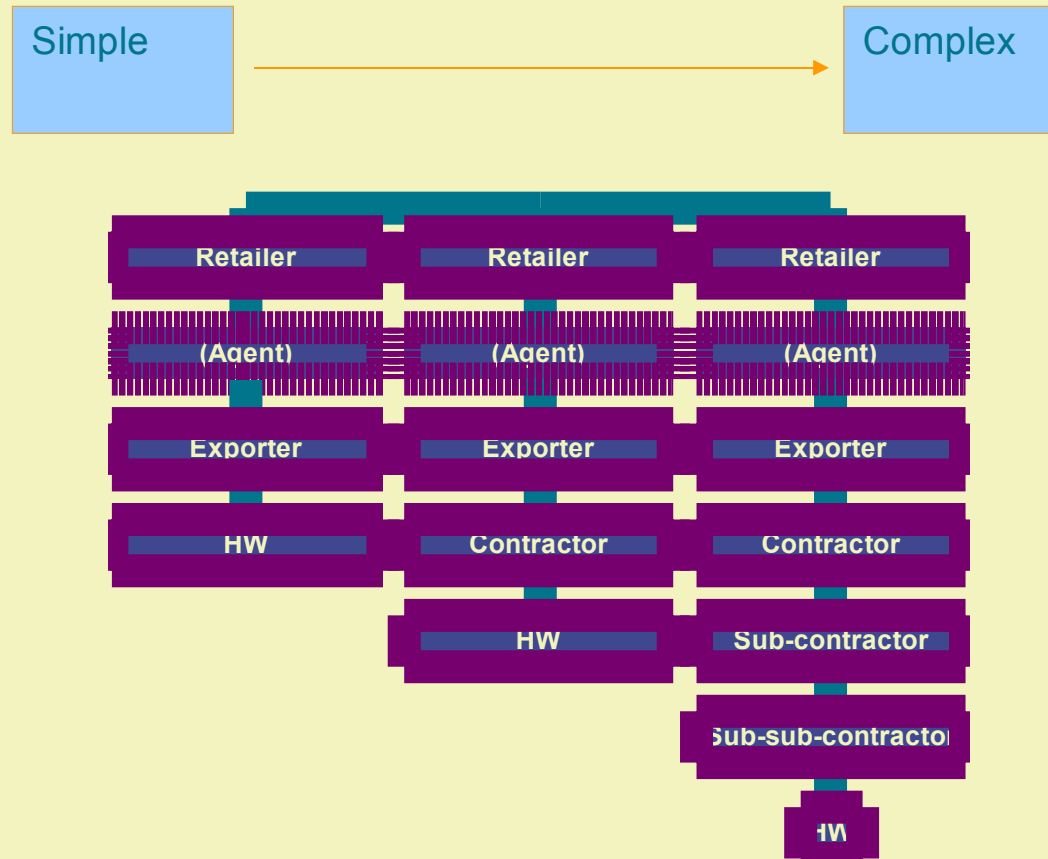 Simple
Complex
Retailer
Retailer
Retailer
(Agent)
(Agent)
(Agent)
Exporter
Exporter
Exporter
HW
Contractor
Contractor
HW
Sub-contractor
Sub-sub-contractor
HW